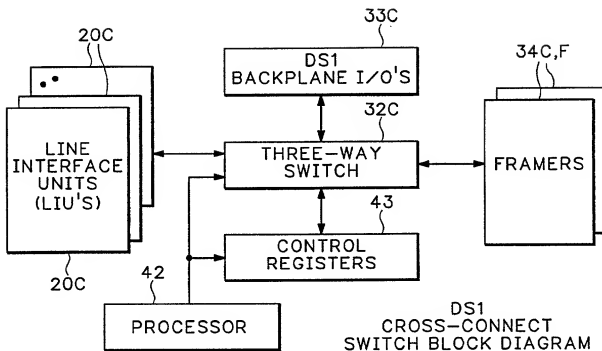 33C
20C
DS1
BACKPLANE I/O'S
34C,F
32C
LINE
INTERFACE
UNITS
(LIU'S)
THREE-WAY
SWITCH
FRAMERS
43
CONTROL
REGISTERS
20C
42
PROCESSOR
DS1
CROSS-CONNECT
SWITCH BLOCK DIAGRAM